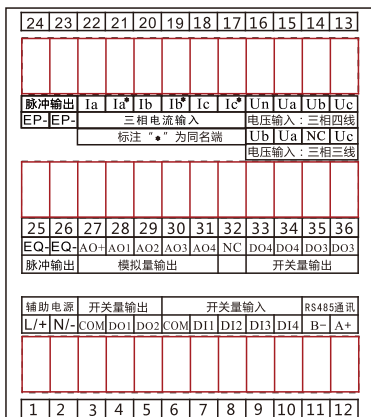 24 23 22 21 20 19 18 17 16 15 14 13
脉冲输出 Ia Ia* Ib Ib* Ic Ic* Un Ua Ub Uc
EP- EP- 三相电流输入 电压输入：三相四线
标注“*”为同名端 Ub Ua NC Uc
电压输入：三相三线
25 26 27 28 29 30 31 32 33 34 35 36
EQ- EQ- AO+ AO1 AO2 AO3 AO4 NC DO4 DO4 DO3 DO3
脉冲输出 模拟量输出 开关量输出
辅助电源 开关量输出 开关量输入 RS485通讯
L/+ N/- COM DO1 DO2 COM DI1 DI2 DI3 DI4 B- A+
1 2 3 4 5 6 7 8 9 10 11 12